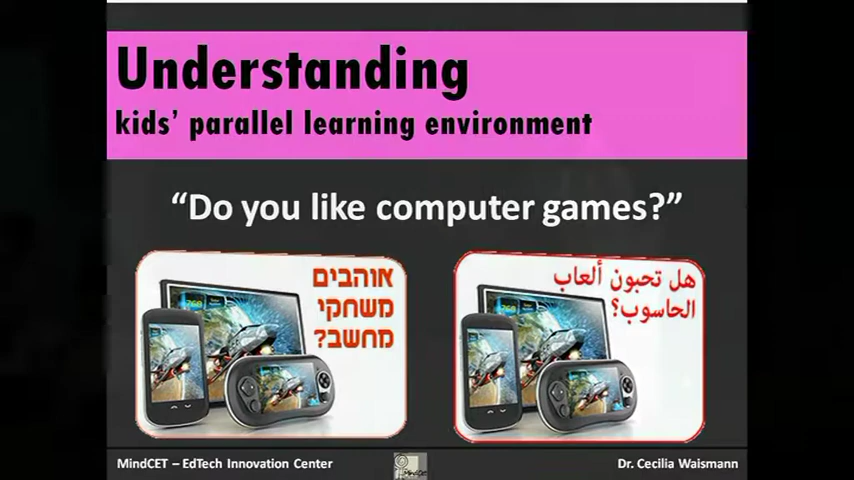 Understanding
kids’ parallel learning environment
“Do you like computer games?”
אוהבים
משחקי
מחשב?
هل تحبون ألعاب
الحاسوب؟
MindCET – EdTech Innovation Center
Dr. Cecilia Waismann